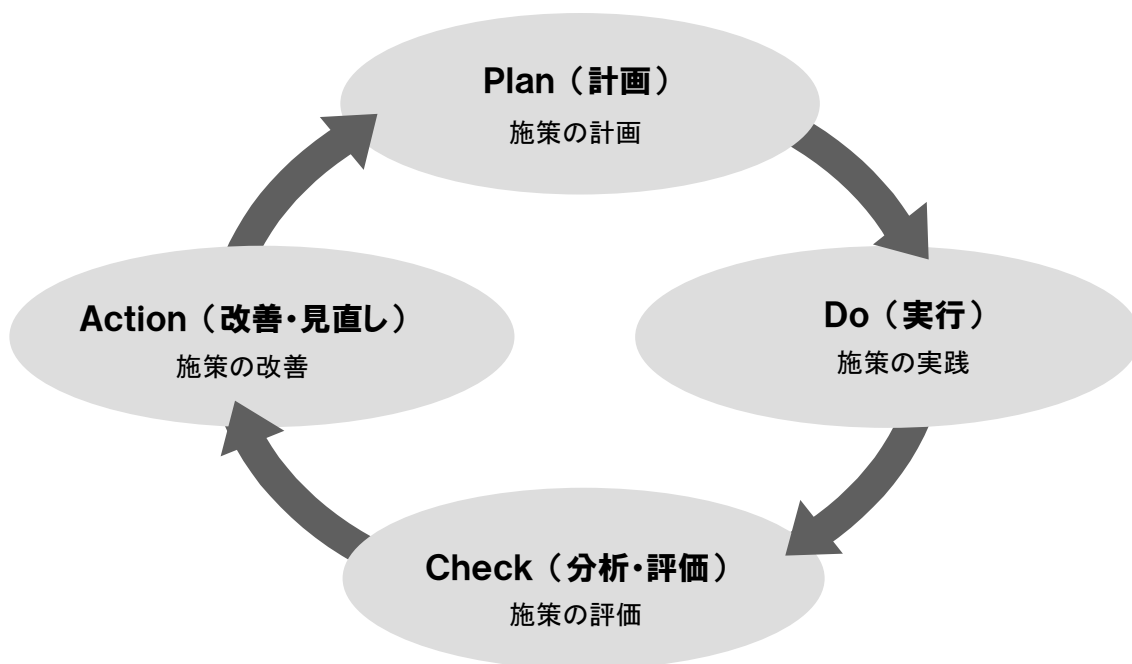 Plan（計画）
施策の計画
Do（実行）
施策の実践
Check（分析・評価）
施策の評価
Action（改善・見直し）
施策の改善